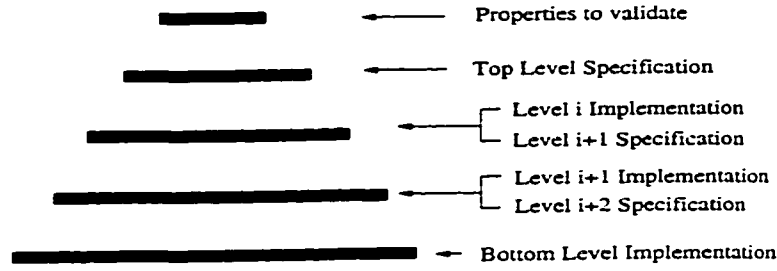 Properties to validate
Top Level Specification
Level i Implementation
Level i+1 Specification
Level i+1 Implementation
Level i+2 Specification
Bottom Level Implementation